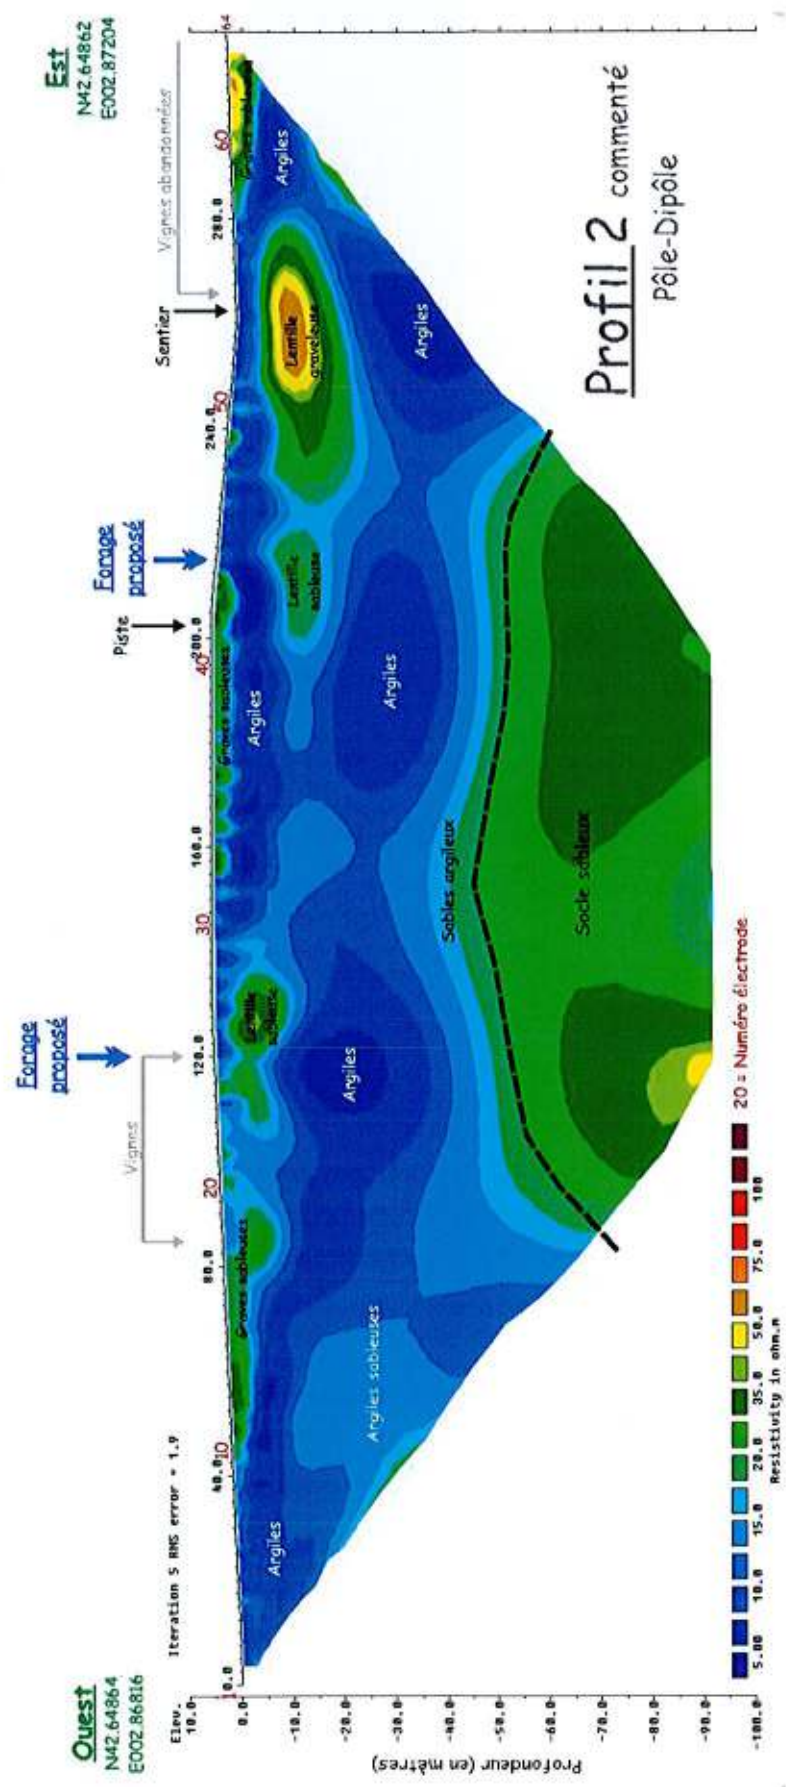 Ouest
N42.64864
E002.86816
Est
N42.64862
E002.87204
Forage
proposé
Forage
proposé
Vignes
Piste
Sentier
Vignes abandonnées
Iteration 5 RMS error = 1.9
Elev.
0.0
40.0
80.0
120.0
160.0
200.0
240.0
280.0
1
10
20
30
40
50
60
64
10.0
0.0
-10.0
-20.0
-30.0
-40.0
-50.0
-60.0
-70.0
-80.0
-90.0
-100.0
Profondeur (en mètres)
Graves sableuses
Lentille
sableuse
Graves sableuses
Lentille
sableuse
Lentille
graveleuse
Graves sableuses
Argiles
Argiles sableuses
Argiles
Argiles
Argiles
Argiles
Argiles
Sables argileux
Socle sableux
Profil 2 commenté
Pôle-Dipôle
5.00
10.0
15.0
20.0
35.0
50.0
75.0
100
Resistivity in ohm.m
20 = Numéro électrode